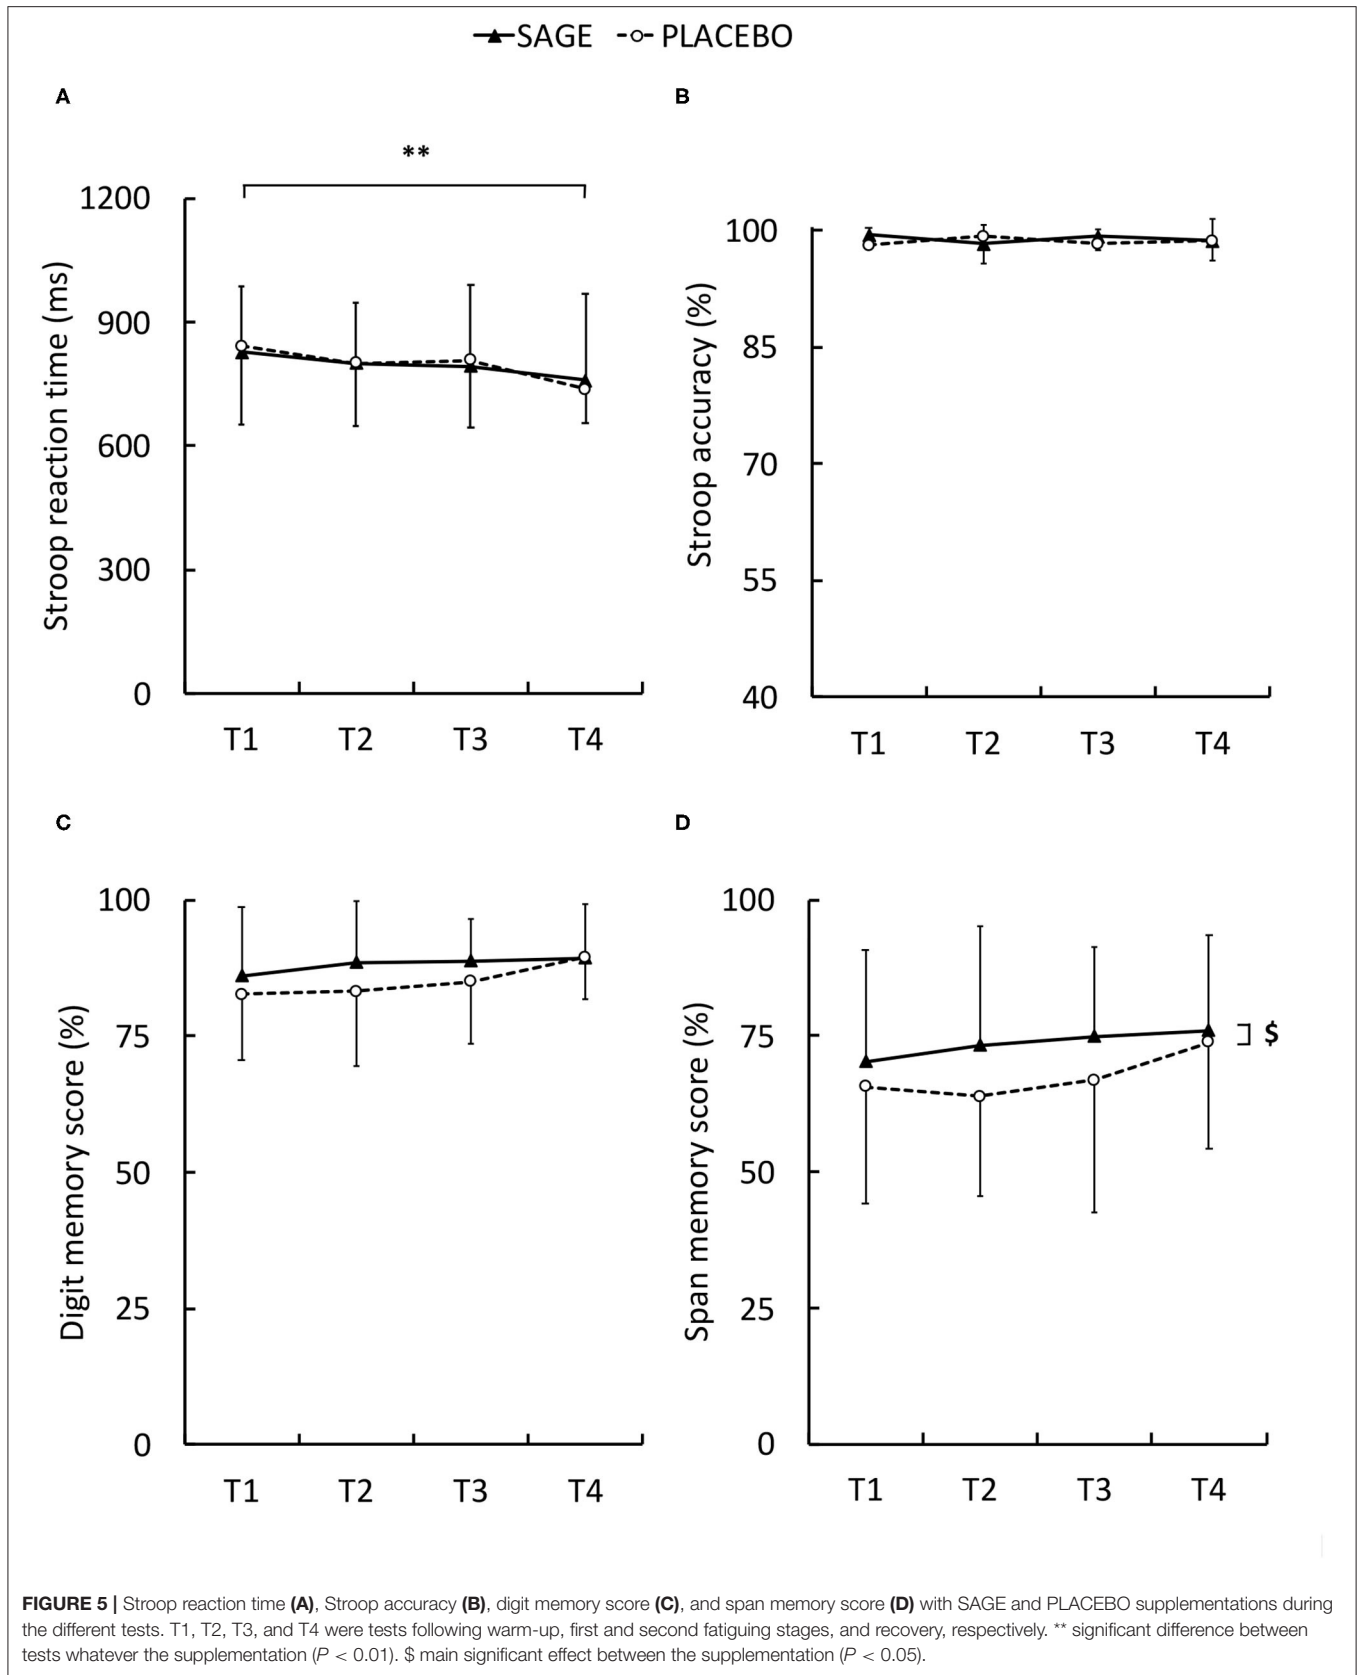 SAGE PLACEBO
A
**
1200
900
600
300
0
Stroop reaction time (ms)
T1 T2 T3 T4
B
100
85
70
55
40
Stroop accuracy (%)
T1 T2 T3 T4
C
100
75
50
25
0
Digit memory score (%)
T1 T2 T3 T4
D
100
75
50
25
0
Span memory score (%)
$
T1 T2 T3 T4
FIGURE 5 | Stroop reaction time (A), Stroop accuracy (B), digit memory score (C), and span memory score (D) with SAGE and PLACEBO supplementations during
the different tests. T1, T2, T3, and T4 were tests following warm-up, first and second fatiguing stages, and recovery, respectively. ** significant difference between
tests whatever the supplementation (P < 0.01). $ main significant effect between the supplementation (P < 0.05).